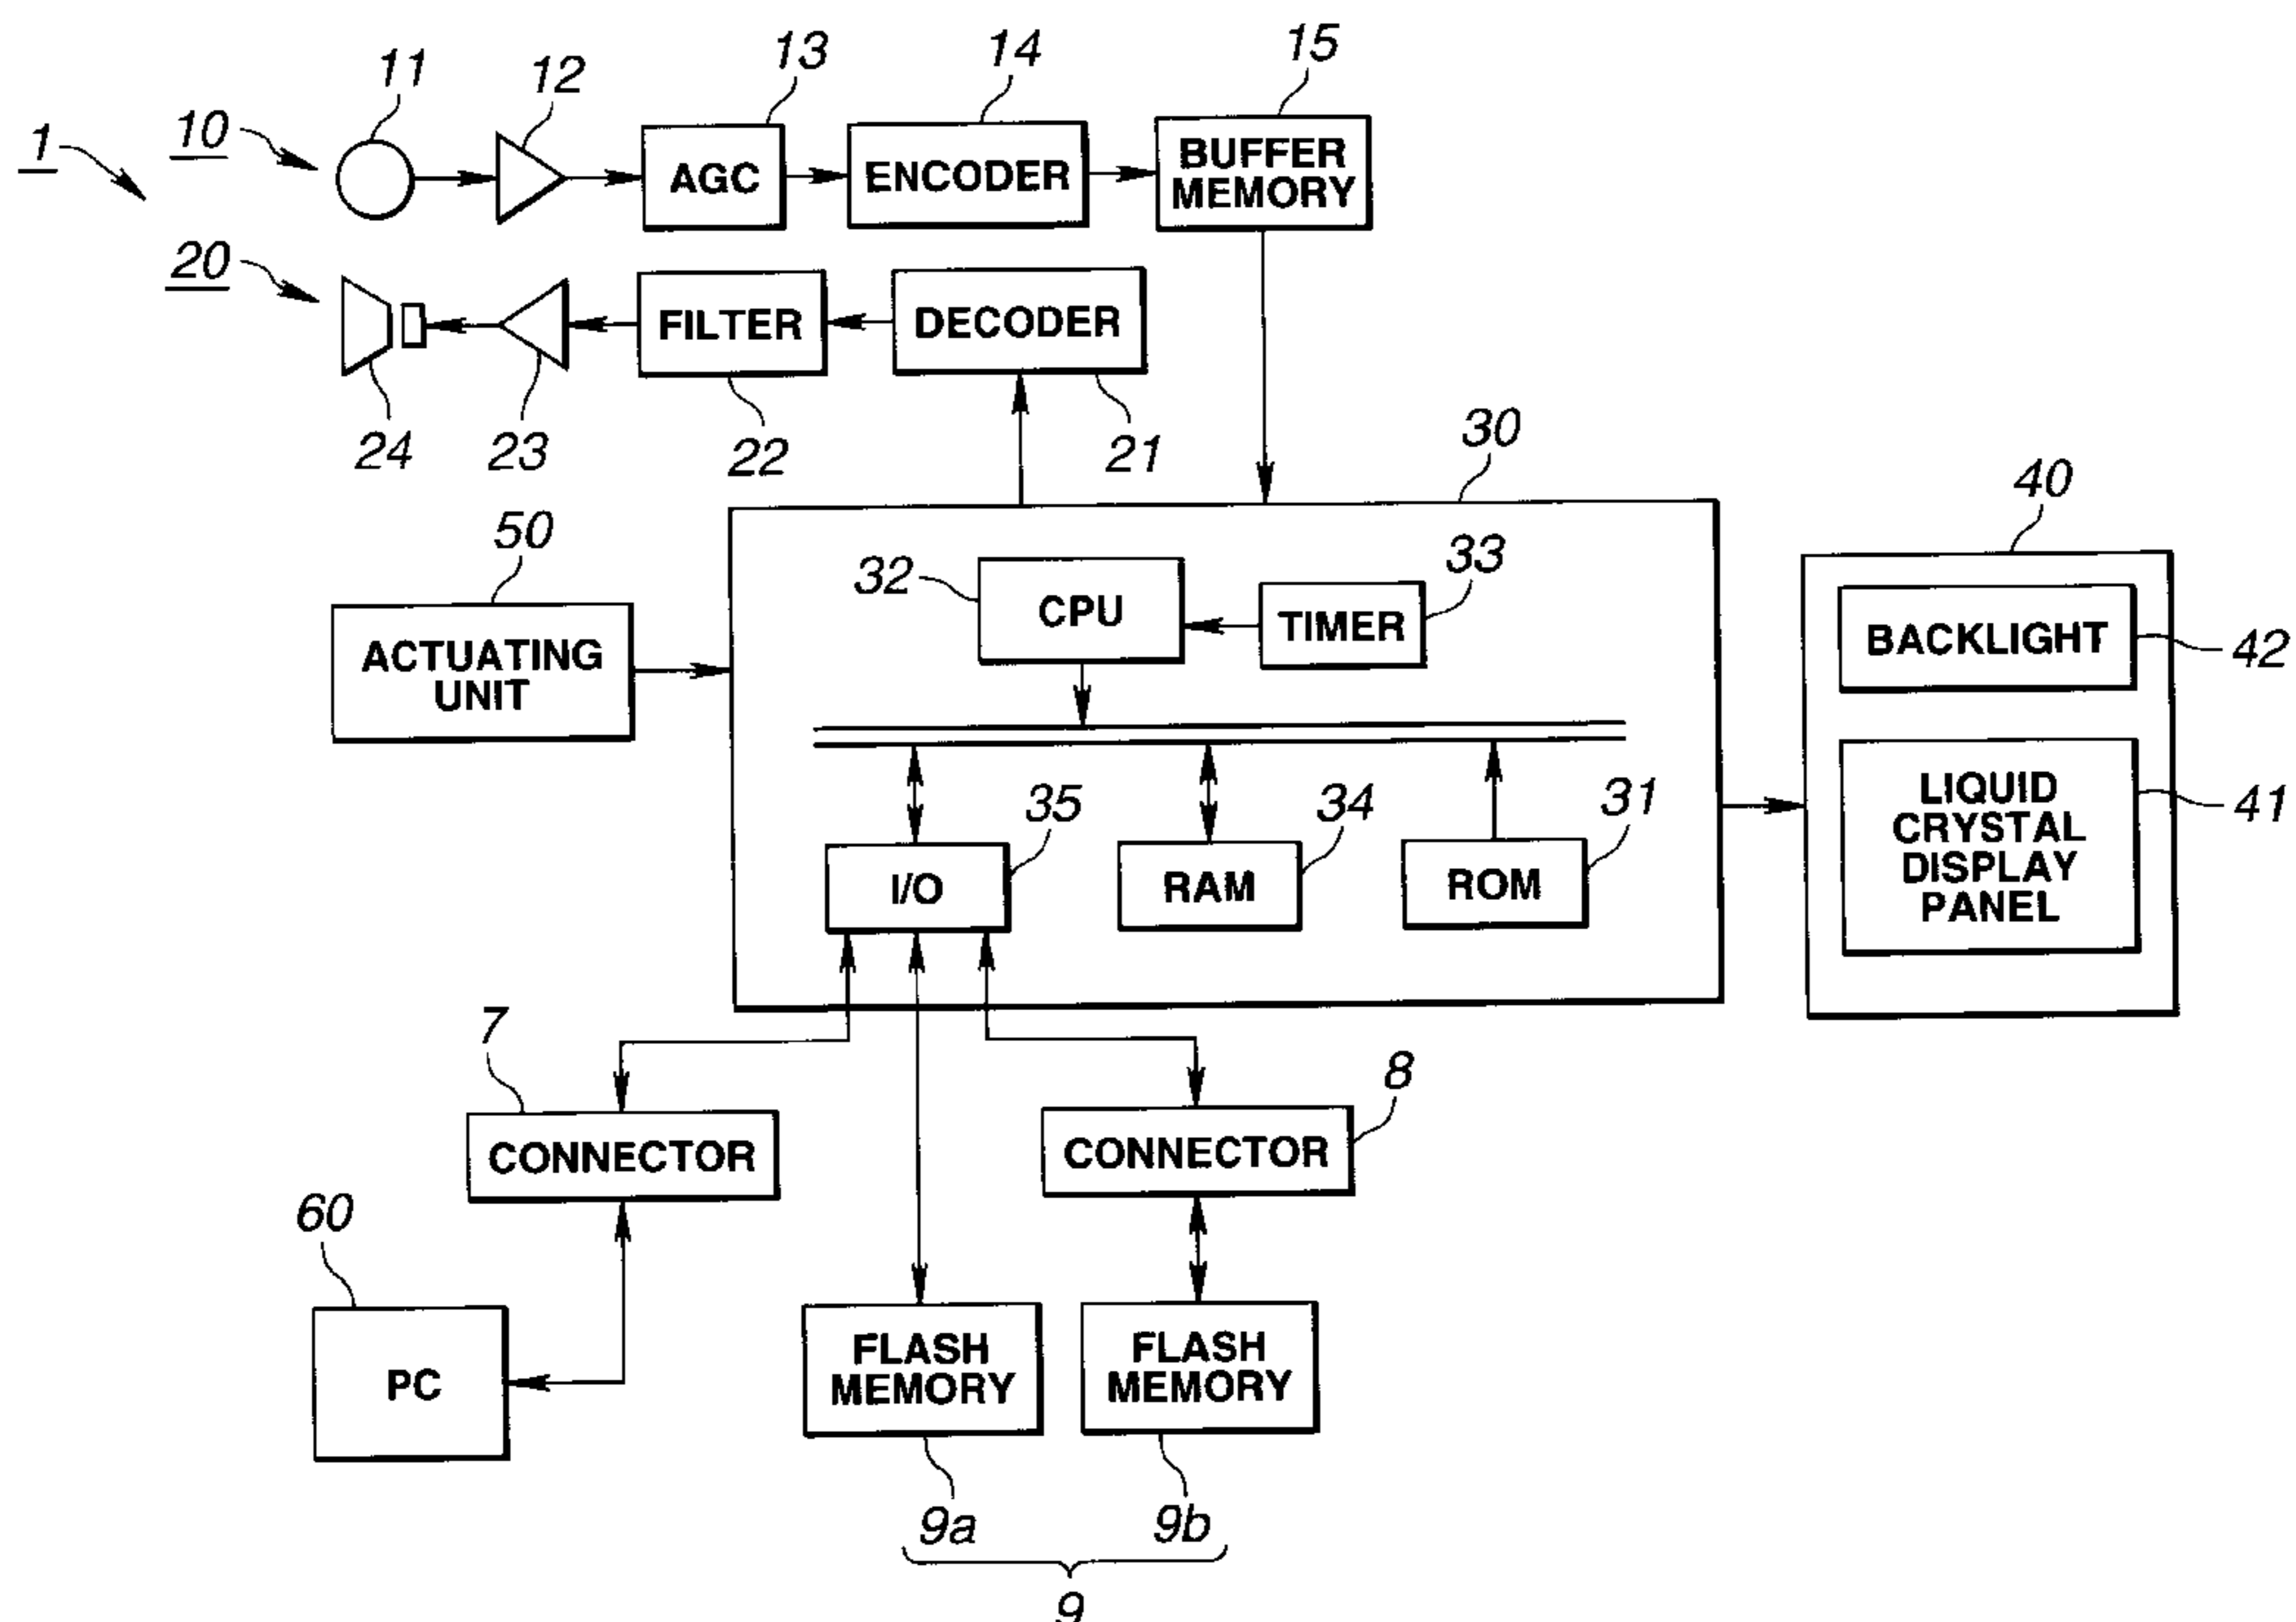 1
10
11
12
13
14
15
AGC
ENCODER
BUFFER
MEMORY
20
FILTER
DECODER
24
23
22
21
30
40
50
ACTUATING
UNIT
32
CPU
33
TIMER
BACKLIGHT
42
LIQUID
CRYSTAL
DISPLAY
PANEL
41
35
I/O
34
RAM
31
ROM
7
CONNECTOR
8
CONNECTOR
60
PC
FLASH
MEMORY
FLASH
MEMORY
9a
9b
9